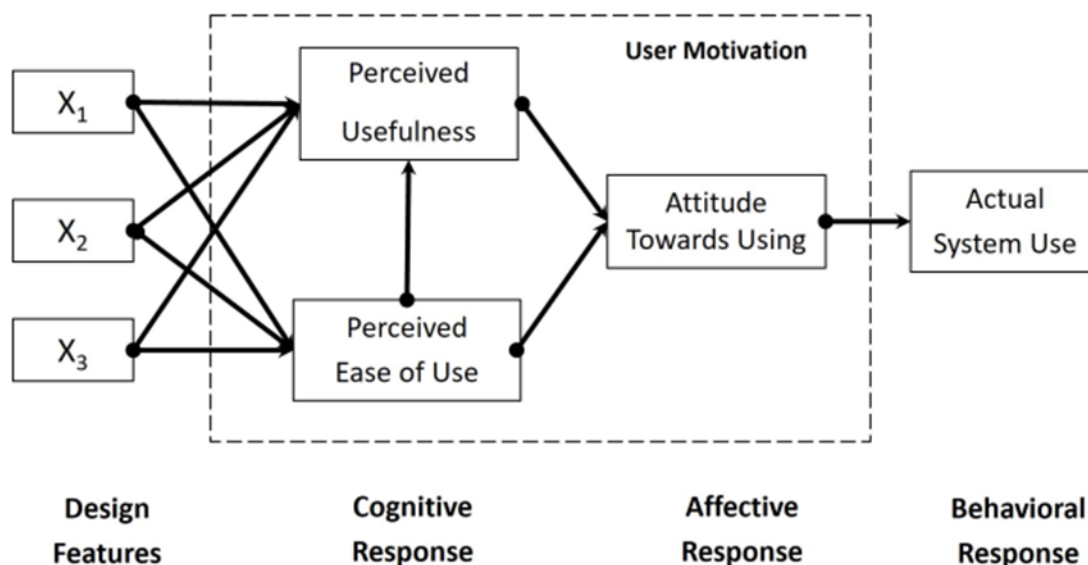 User Motivation
X₁
X₂
X₃
Perceived
Usefulness
Perceived
Ease of Use
Attitude
Towards Using
Actual
System Use
Design
Features
Cognitive
Response
Affective
Response
Behavioral
Response